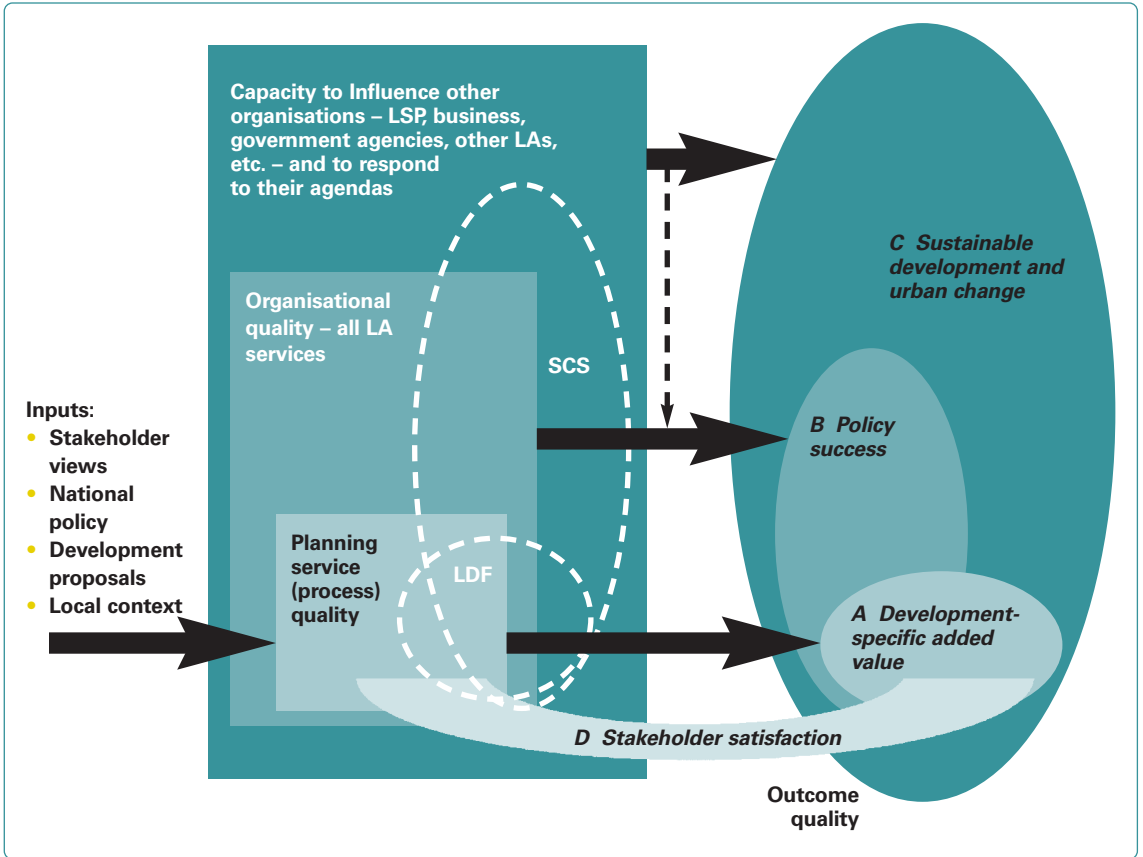 Capacity to Influence other
organisations – LSP, business,
government agencies, other LAs,
etc. – and to respond
to their agendas
Organisational
quality – all LA
services
SCS
Inputs:
• Stakeholder
views
• National
policy
• Development
proposals
• Local context
Planning
service
(process)
quality
LDF
C Sustainable
development and
urban change
B Policy
success
A Development-
specific added
value
D Stakeholder satisfaction
Outcome
quality